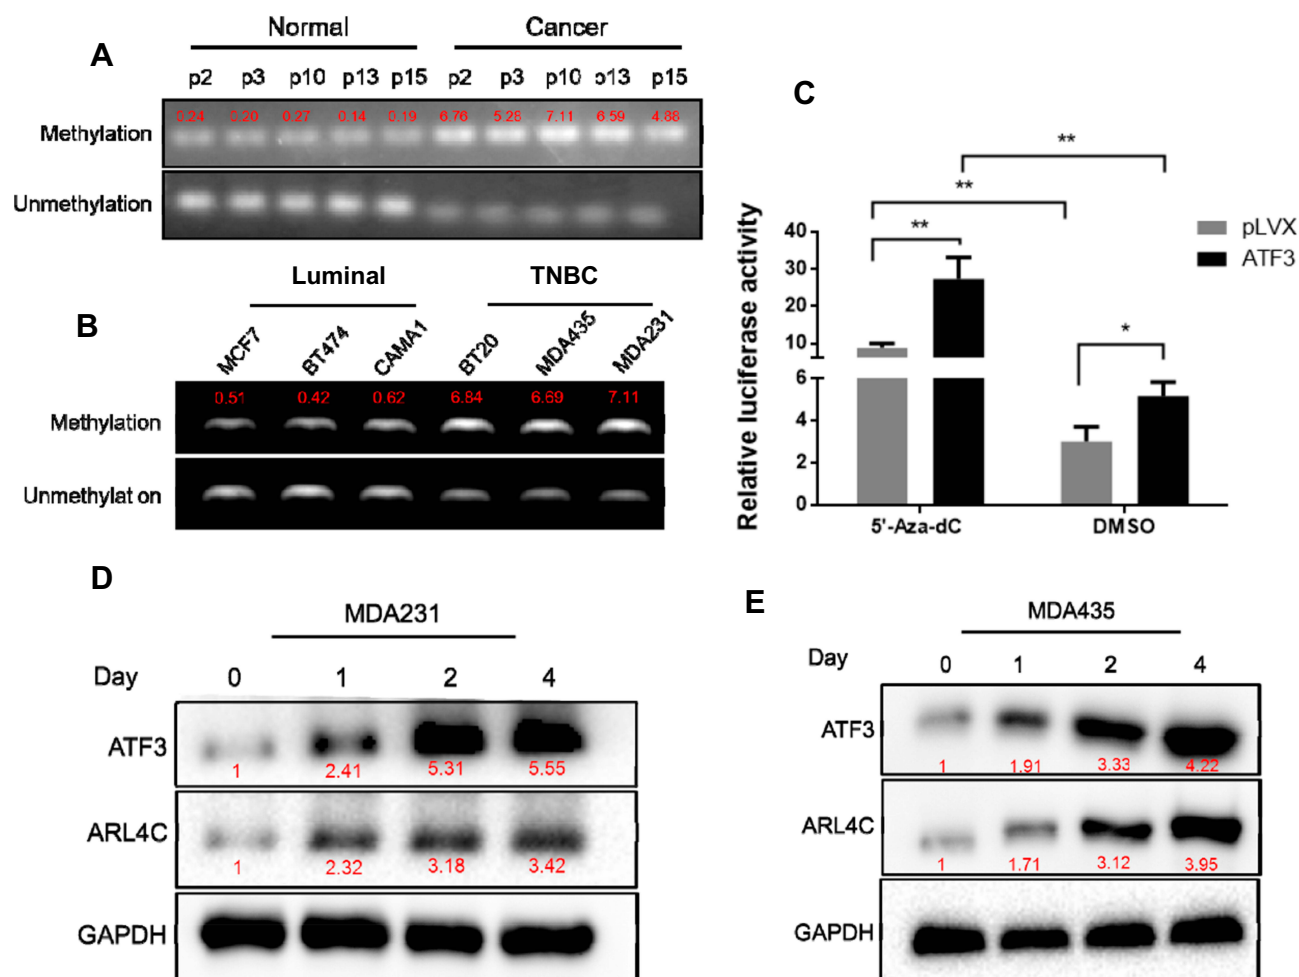 A
Normal
Cancer
p2 p3 p10 p13 p15 p2 p3 p10 p13 p15
Methylation
0.24 0.20 0.27 0.14 0.19 6.76 5.28 7.11 6.59 4.88
Unmethylation
B
Luminal
TNBC
MCF7 BT474 CAMA1 BT20 MDA435 MDA231
Methylation
0.51 0.42 0.62 6.84 6.69 7.11
Unmethylat on
C
**
**
**
*
pLVX
ATF3
Relative luciferase activity
40
30
20
10
6
4
2
0
5'-Aza-dC
DMSO
D
MDA231
Day 0 1 2 4
ATF3
1 2.41 5.31 5.55
ARL4C
1 2.32 3.18 3.42
GAPDH
E
MDA435
Day 0 1 2 4
ATF3
1 1.91 3.33 4.22
ARL4C
1 1.71 3.12 3.95
GAPDH